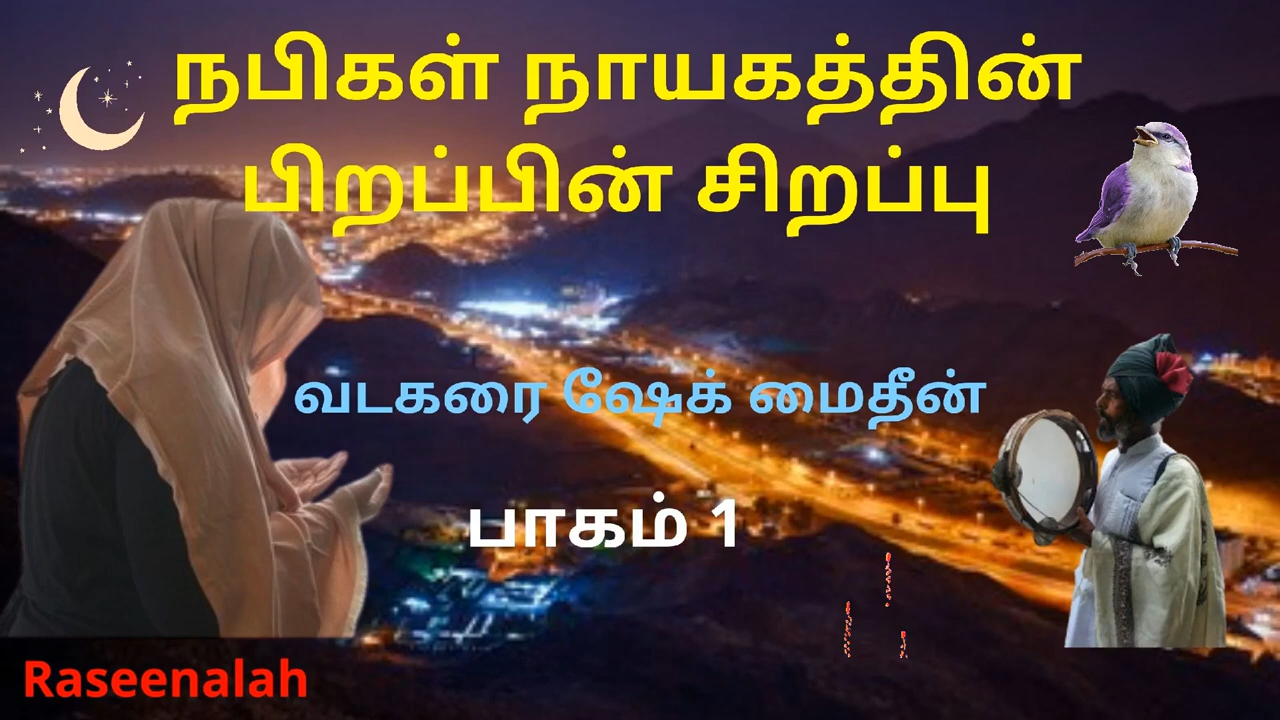 நபிகள் நாயகத்தின்
பிறப்பின் சிறப்பு
வடகரை ஷேக் மைதீன்
பாகம் 1
Raseenalah